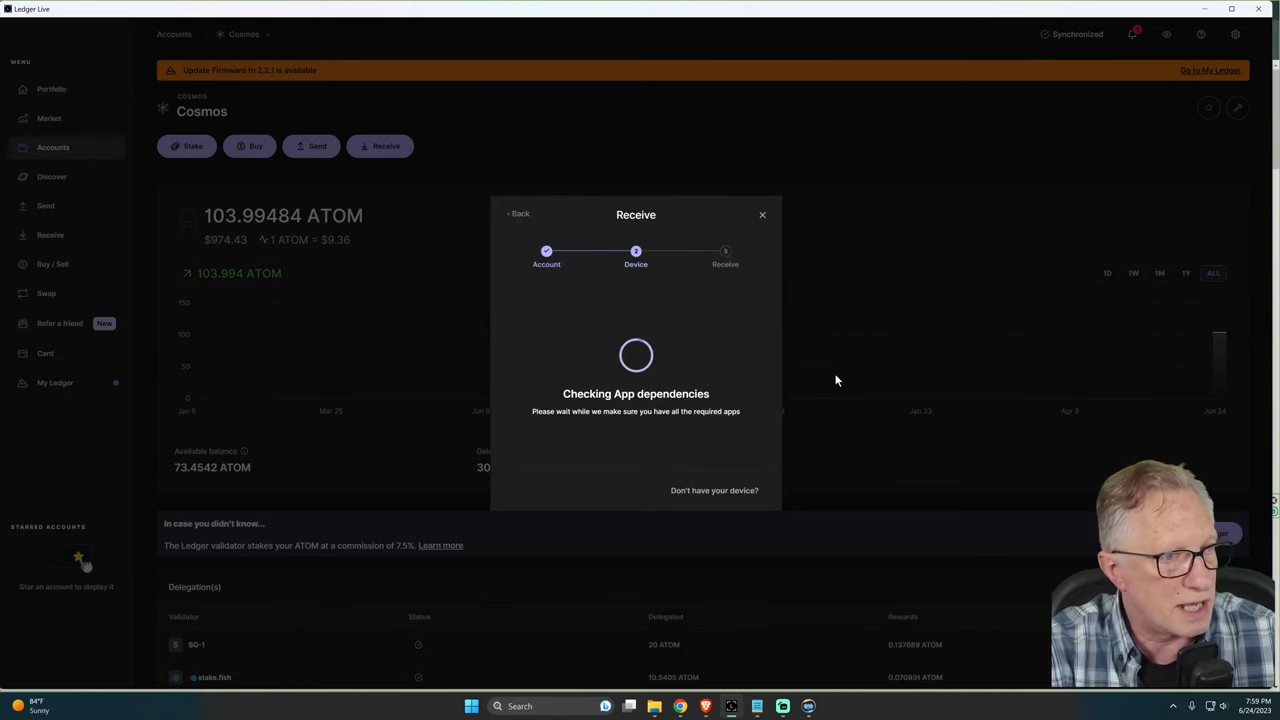 Ledger Live
Accounts
Cosmos
Synchronized
MENU
Update Firmware to 2.2.1 is available
Go to My Ledger
Portfolio
COSMOS
Cosmos
Market
Stake
Buy
Send
Receive
Accounts
Discover
Send
Receive
Buy / Sell
Swap
Refer a friend
New
Card
My Ledger
103.99484 ATOM
$974.43
1 ATOM = $9.36
103.994 ATOM
1D
1W
1M
1Y
ALL
150
100
50
0
Jan 8
Mar 25
Jan 23
Apr 9
Jun 24
Back
Receive
2
3
Account
Device
Receive
Checking App dependencies
Please wait while we make sure you have all the required apps
Don't have your device?
Available balance
73.4542 ATOM
STARRED ACCOUNTS
Star an account to display it
In case you didn't know...
The Ledger validator stakes your ATOM at a commission of 7.5%. Learn more
Delegation(s)
Validator
Status
Delegated
Rewards
S
SG-1
20 ATOM
0.137689 ATOM
stake.fish
10.5405 ATOM
0.070931 ATOM
84°F
Sunny
Search
7:59 PM
6/24/2023